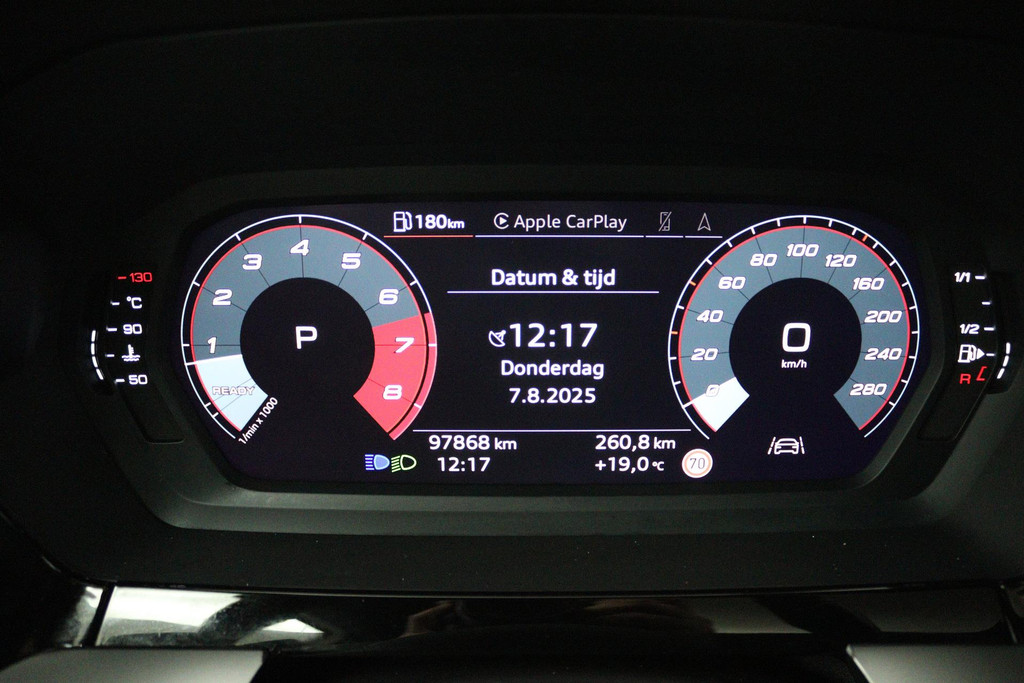 180km Apple CarPlay
Datum & tijd
12:17
Donderdag
7.8.2025
97868 km 260,8 km
12:17 +19,0 °C 70
130
°C
90
50
1 2 3 4 5 6 7 8
READY
1/min x 1000
P
0 20 40 60 80 100 120 160 200 240 280
0
km/h
1/1
1/2
R